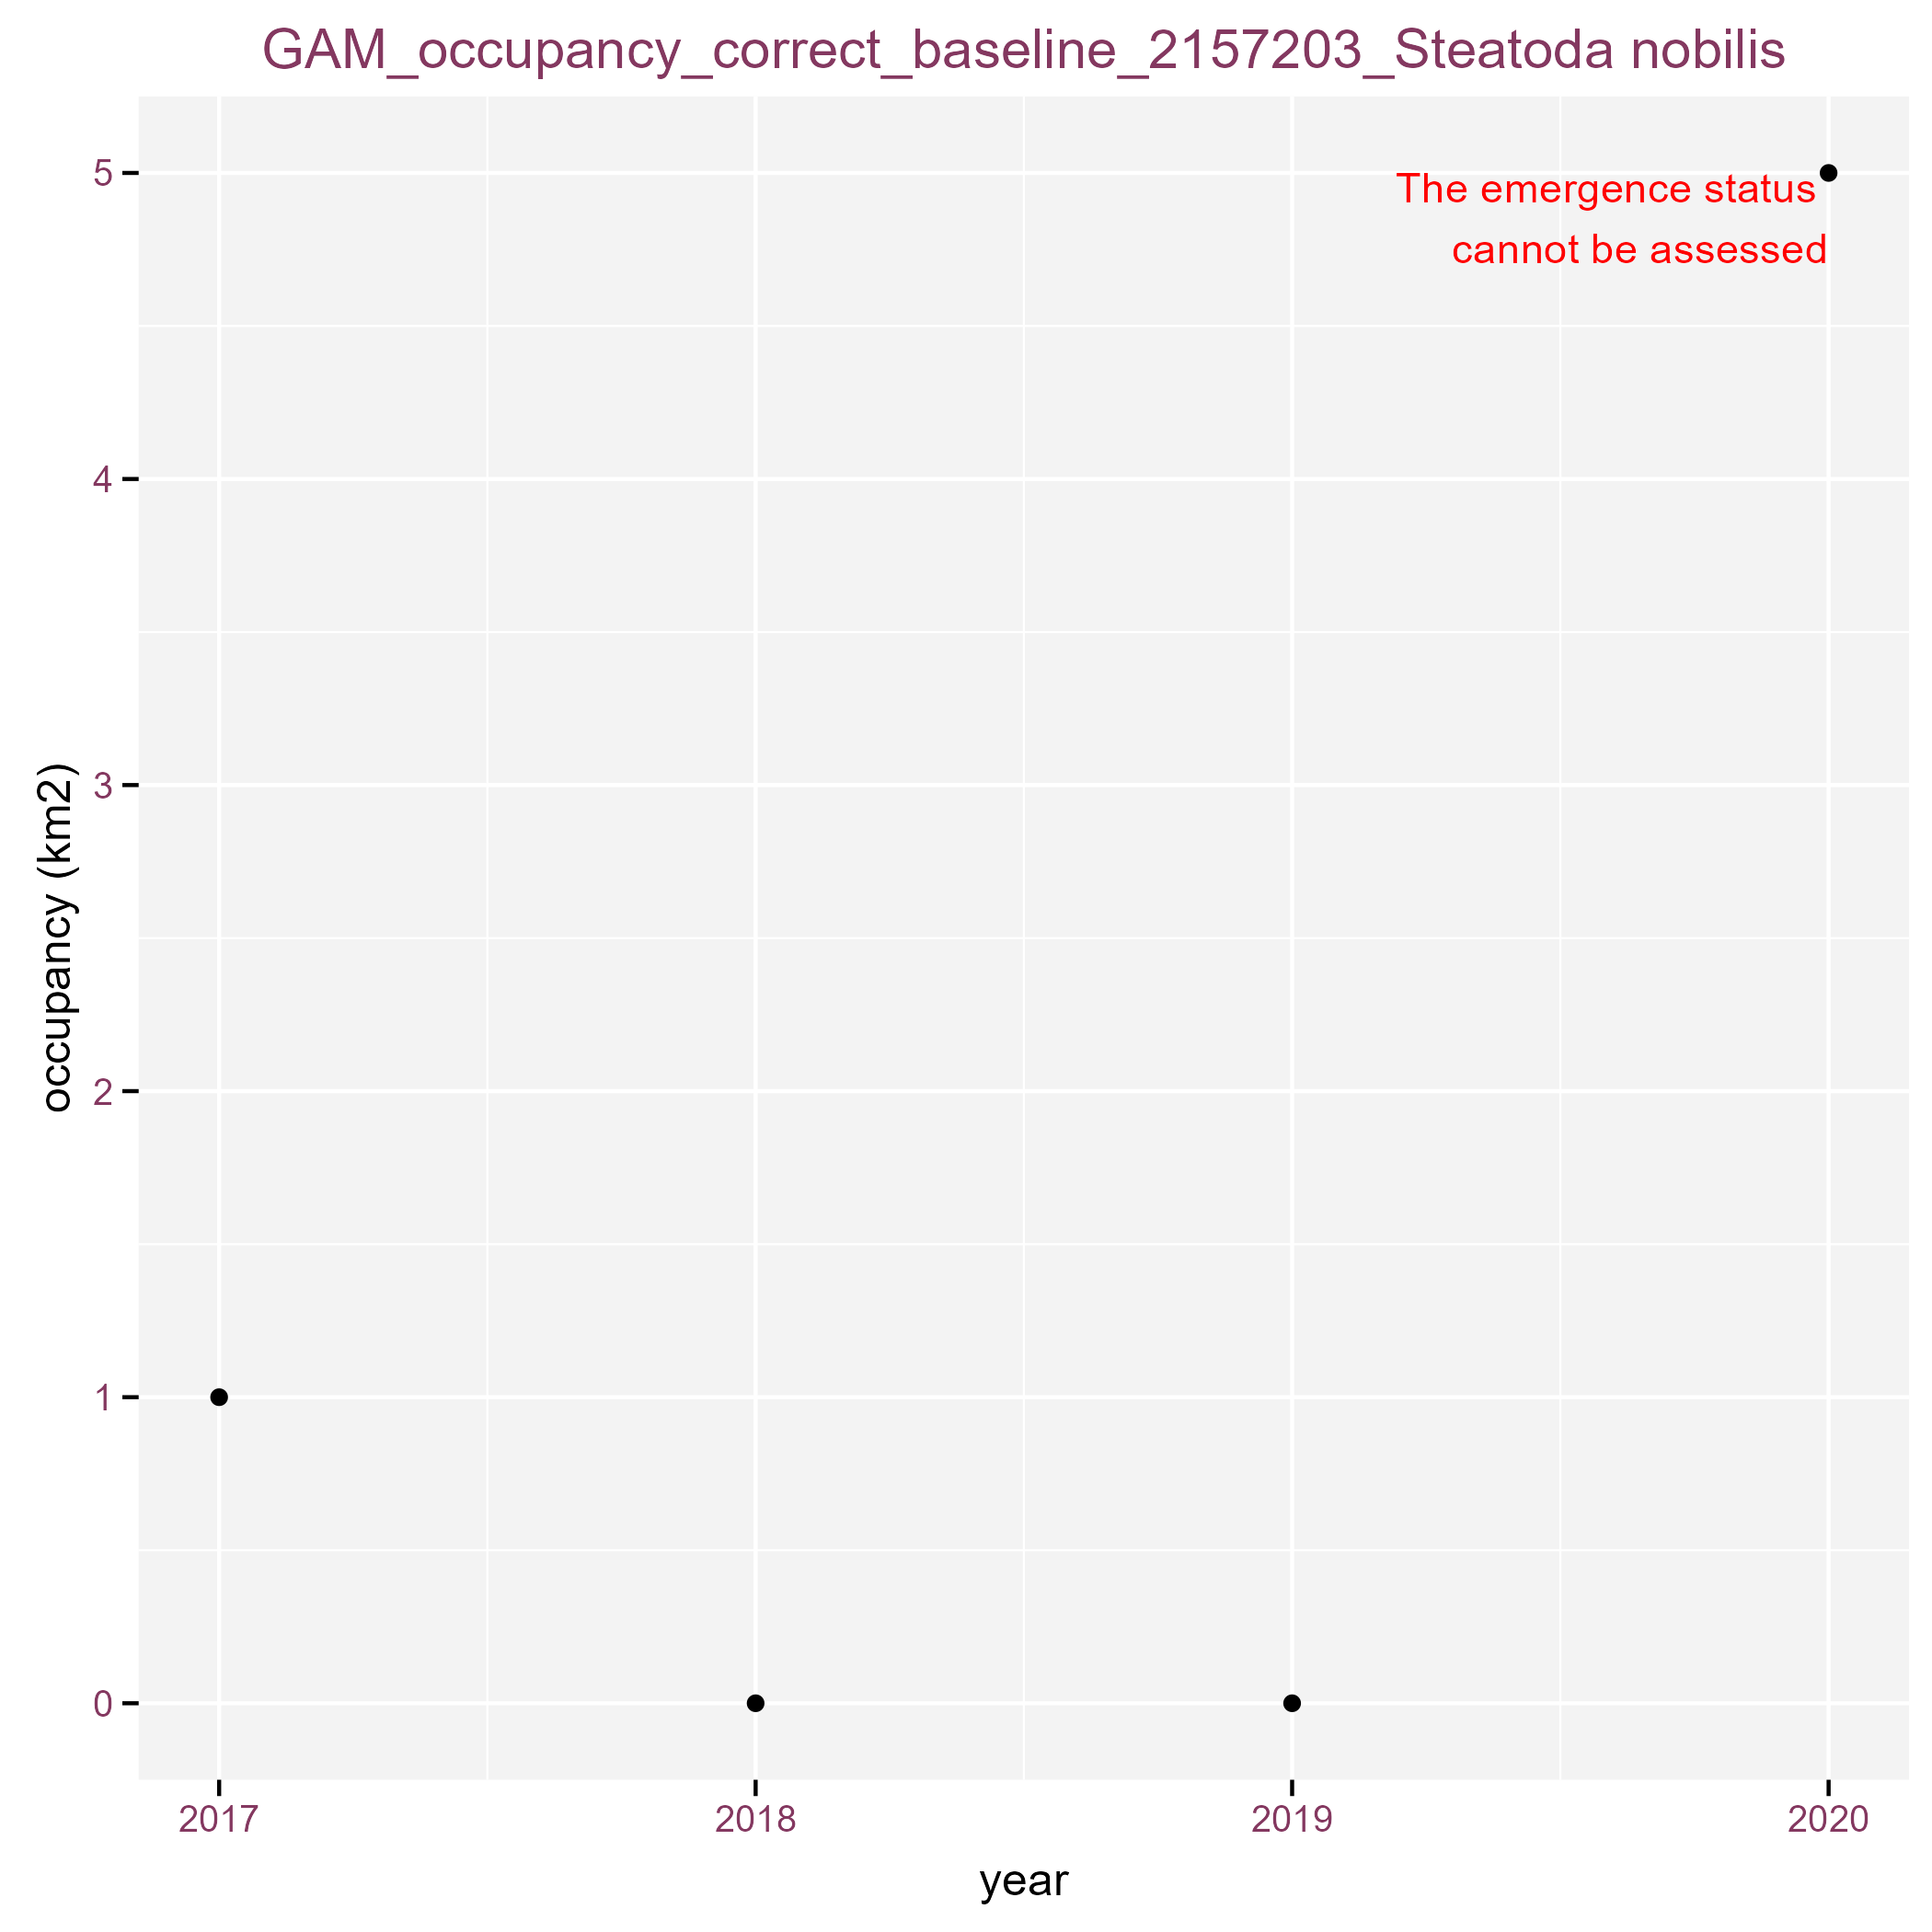 GAM_occupancy_correct_baseline_2157203_Steatoda nobilis
5
The emergence status
cannot be assessed
4
3
occupancy (km2)
2
1
0
2017 2018 2019 2020
year